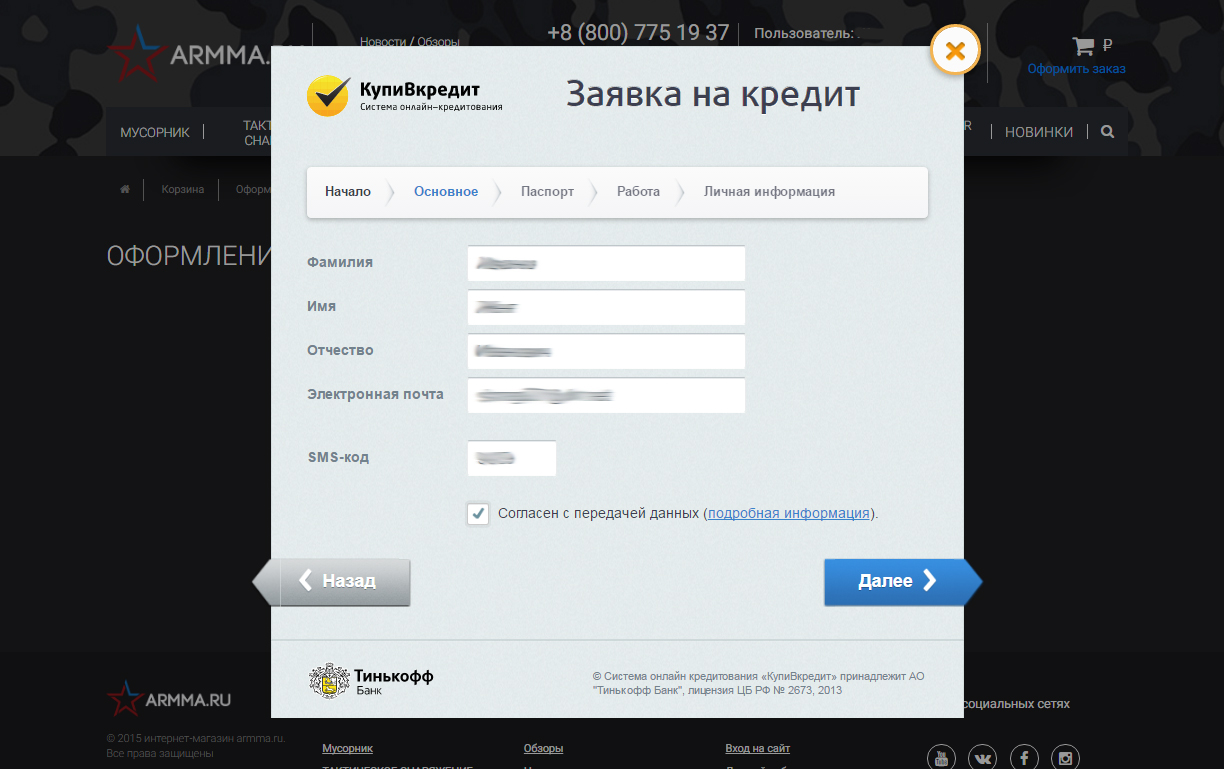 Новости / Обзоры
+8 (800) 775 19 37
Пользователь:
ARMMA.
₽
Оформить заказ
КупиВкредит
Система онлайн–кредитования
Заявка на кредит
МУСОРНИК
НОВИНКИ
Начало
Основное
Паспорт
Работа
Личная информация
Корзина
Оформ
ОФОРМЛЕНИ
Фамилия
Имя
Отчество
Электронная почта
SMS-код
Согласен с передачей данных (подробная информация).
Назад
Далее
Тинькофф
Банк
© Система онлайн кредитования «КупиВкредит» принадлежит АО
"Тинькофф Банк", лицензия ЦБ РФ № 2673, 2013
ARMMA.RU
социальных сетях
© 2015 интернет-магазин armma.ru.
Все права защищены
Мусорник
Обзоры
Вход на сайт
You Tube